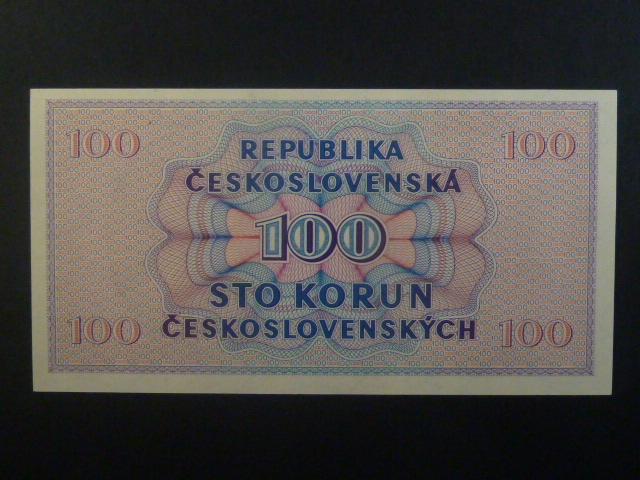 100 100
REPUBLIKA
ČESKOSLOVENSKÁ
100
STO KORUN
ČESKOSLOVENSKÝCH
100 100